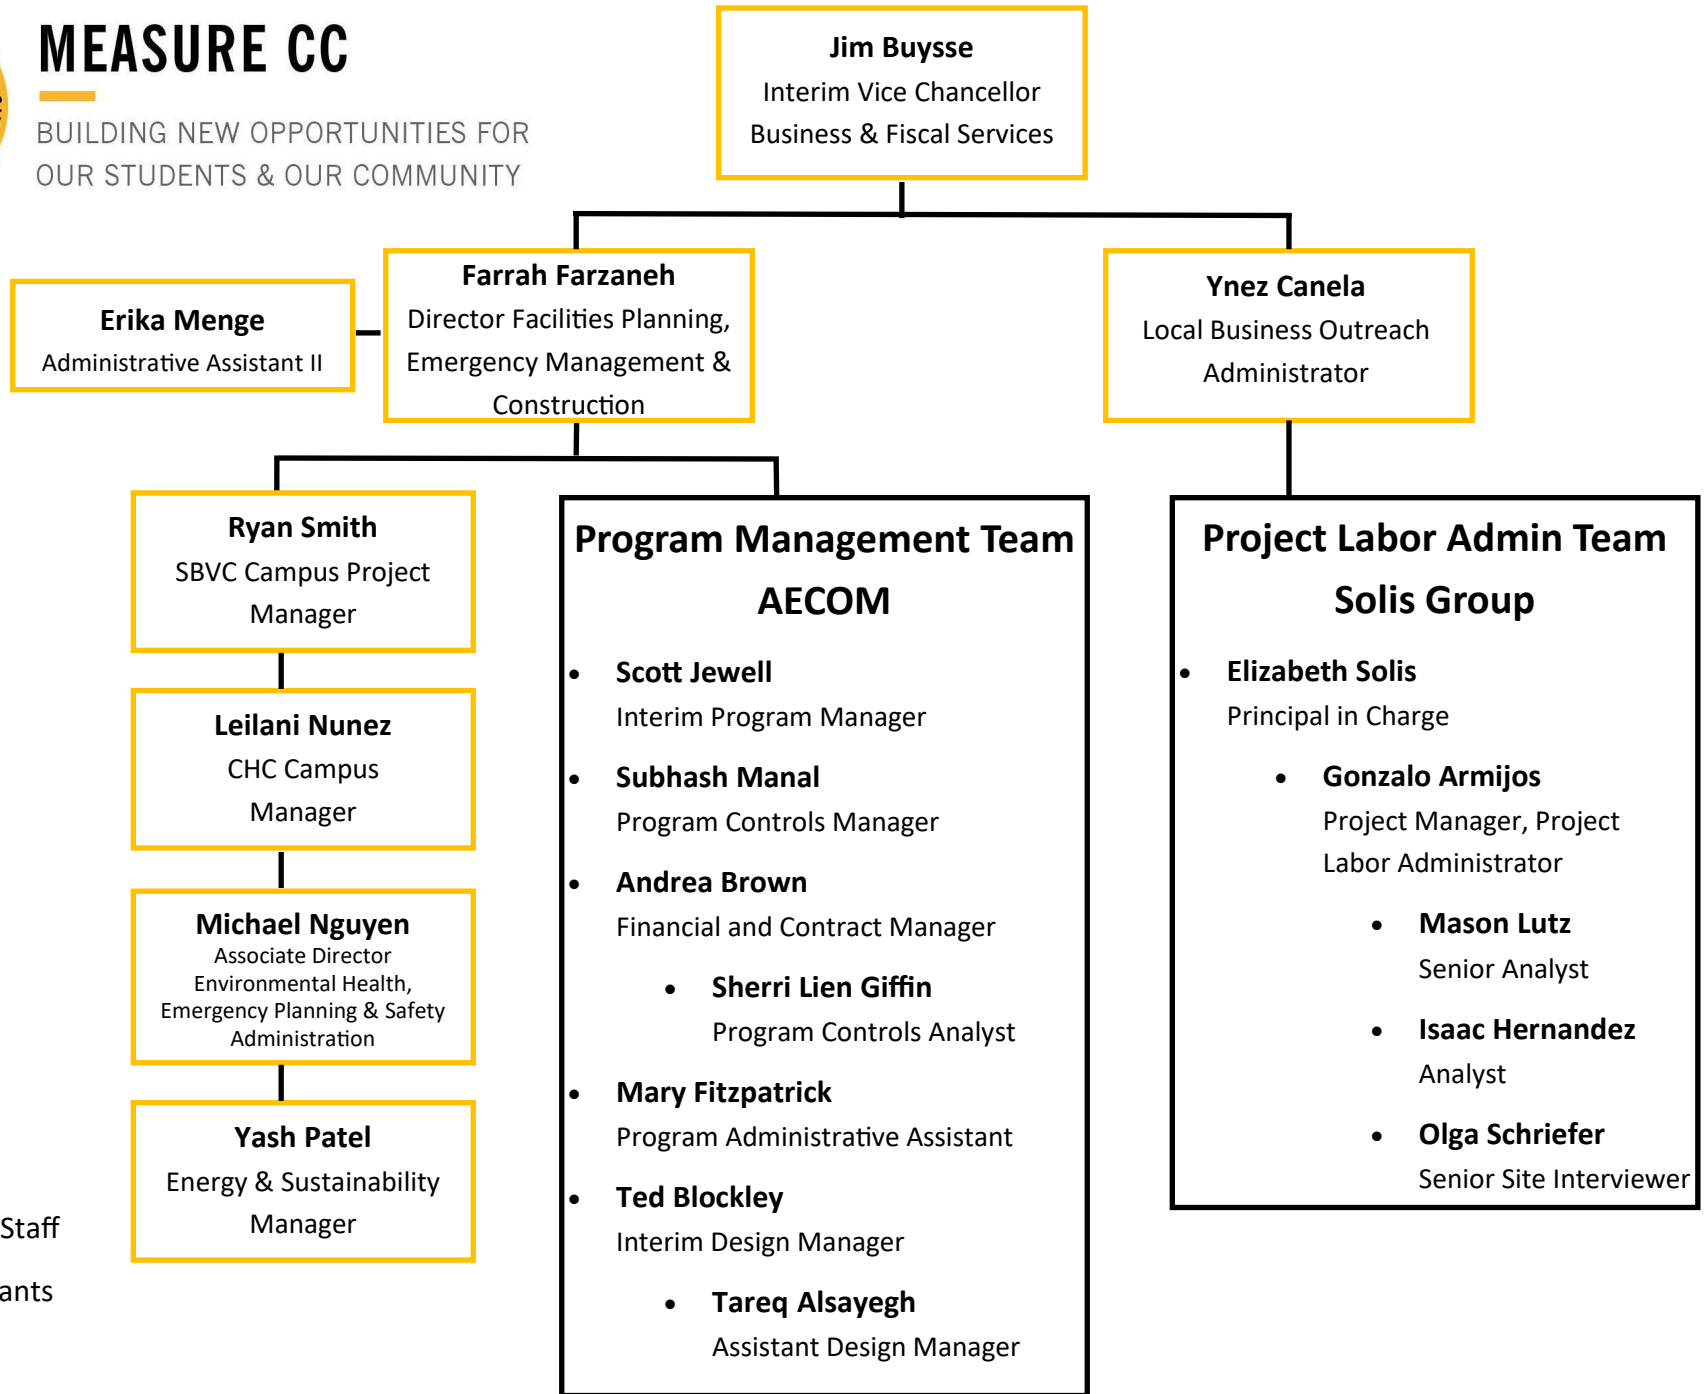 MEASURE CC
BUILDING NEW OPPORTUNITIES FOR
OUR STUDENTS & OUR COMMUNITY
Jim Buysse
Interim Vice Chancellor
Business & Fiscal Services
Erika Menge
Administrative Assistant II
Farrah Farzaneh
Director Facilities Planning,
Emergency Management &
Construction
Ynez Canela
Local Business Outreach
Administrator
Ryan Smith
SBVC Campus Project
Manager
Leilani Nunez
CHC Campus
Manager
Michael Nguyen
Associate Director
Environmental Health,
Emergency Planning & Safety
Administration
Yash Patel
Energy & Sustainability
Manager
Program Management Team
AECOM
• Scott Jewell
Interim Program Manager
• Subhash Manal
Program Controls Manager
• Andrea Brown
Financial and Contract Manager
• Sherri Lien Giffin
Program Controls Analyst
• Mary Fitzpatrick
Program Administrative Assistant
• Ted Blockley
Interim Design Manager
• Tareq Alsayegh
Assistant Design Manager
Project Labor Admin Team
Solis Group
• Elizabeth Solis
Principal in Charge
• Gonzalo Armijos
Project Manager, Project
Labor Administrator
• Mason Lutz
Senior Analyst
• Isaac Hernandez
Analyst
• Olga Schriefer
Senior Site Interviewer
Staff
ants